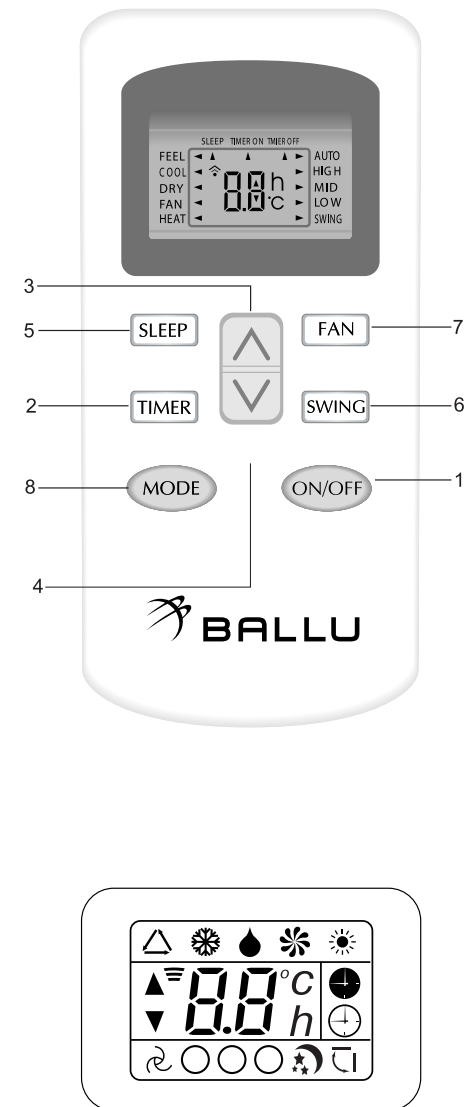 SLEEP TIMER ON TMIER OFF
FEEL AUTO
COOL HIGH
DRY 8.8 h MID
FAN °C LOW
HEAT SWING
3
5 SLEEP FAN 7
2 TIMER SWING 6
8 MODE ON/OFF 1
4
BALLU
8.8 °C
h